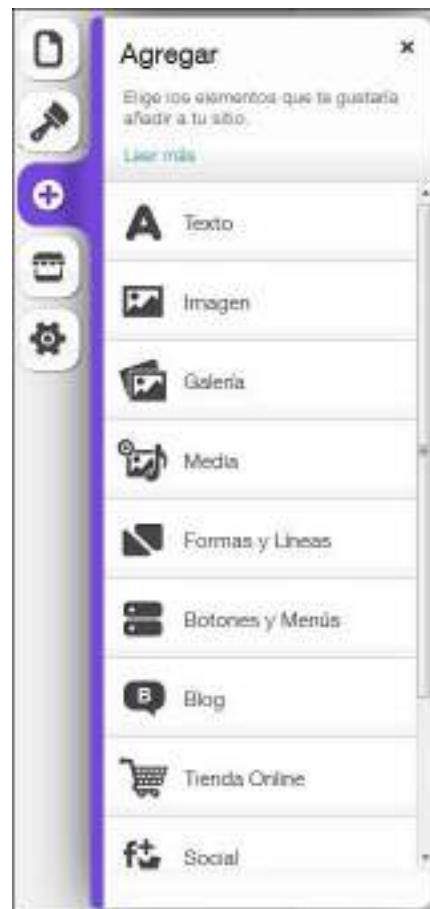 Agregar
Elige los elementos que te gustaría
añadir a tu sitio.
Leer más
Texto
Imagen
Galería
Media
Formas y Líneas
Botones y Menús
Blog
Tienda Online
Social